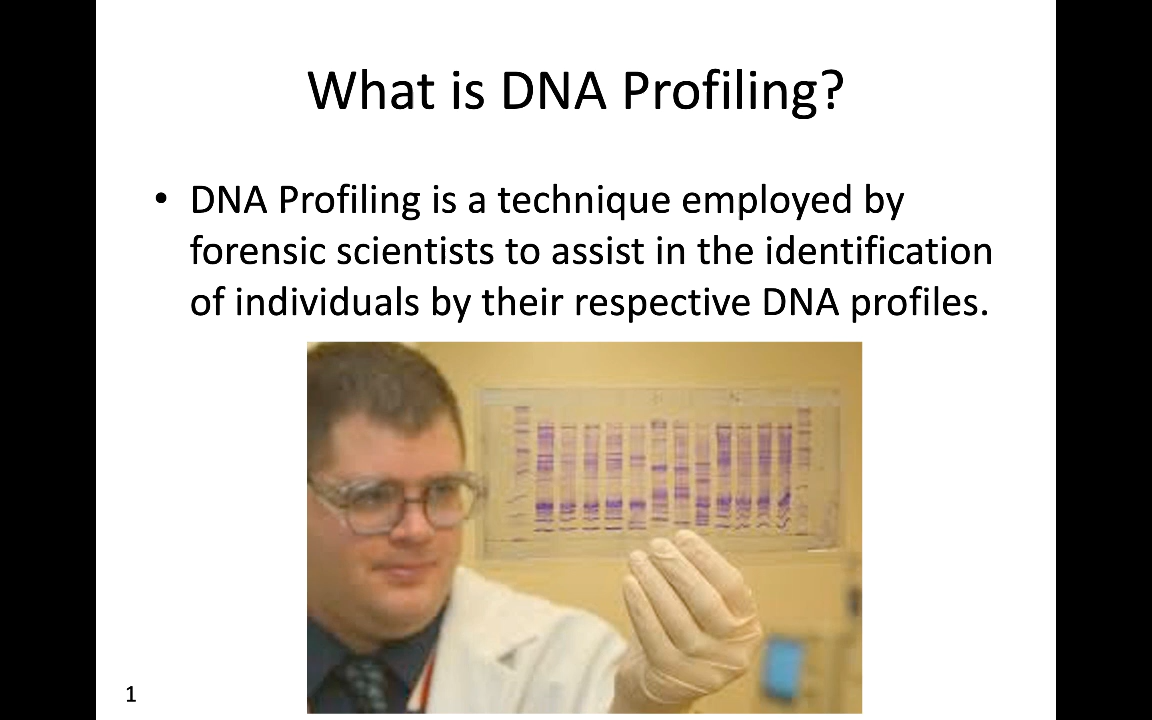 What is DNA Profiling?
• DNA Profiling is a technique employed by
forensic scientists to assist in the identification
of individuals by their respective DNA profiles.
1